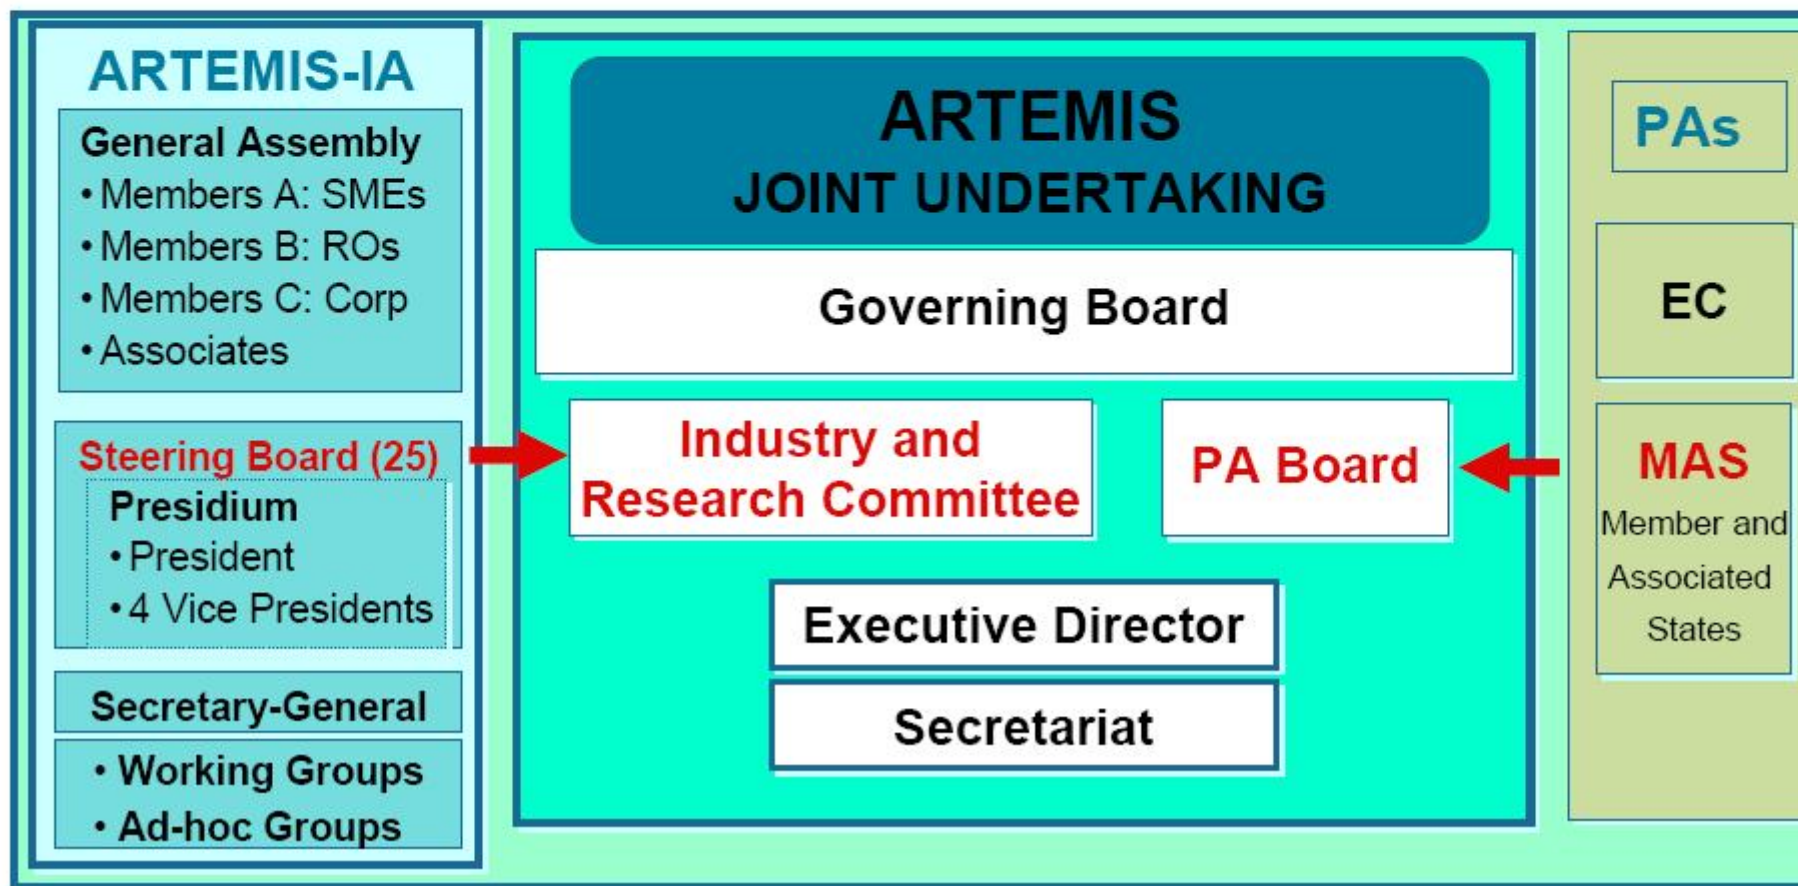 ARTEMIS-IA
General Assembly
• Members A: SMEs
• Members B: ROs
• Members C: Corp
• Associates
Steering Board (25)
Presidium
• President
• 4 Vice Presidents
Secretary-General
• Working Groups
• Ad-hoc Groups
ARTEMIS
JOINT UNDERTAKING
Governing Board
Industry and
Research Committee
PA Board
Executive Director
Secretariat
PAs
EC
MAS
Member and
Associated
States